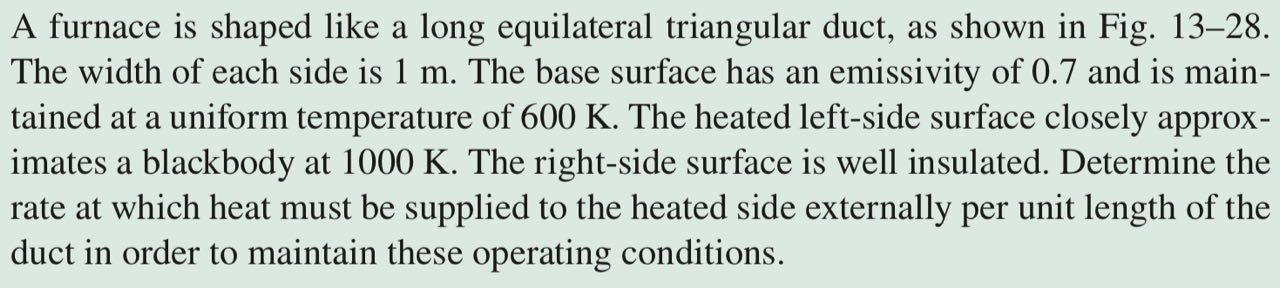 A furnace is shaped like a long equilateral triangular duct, as shown in Fig. 13–28.
The width of each side is 1 m. The base surface has an emissivity of 0.7 and is main-
tained at a uniform temperature of 600 K. The heated left-side surface closely approx-
imates a blackbody at 1000 K. The right-side surface is well insulated. Determine the
rate at which heat must be supplied to the heated side externally per unit length of the
duct in order to maintain these operating conditions.